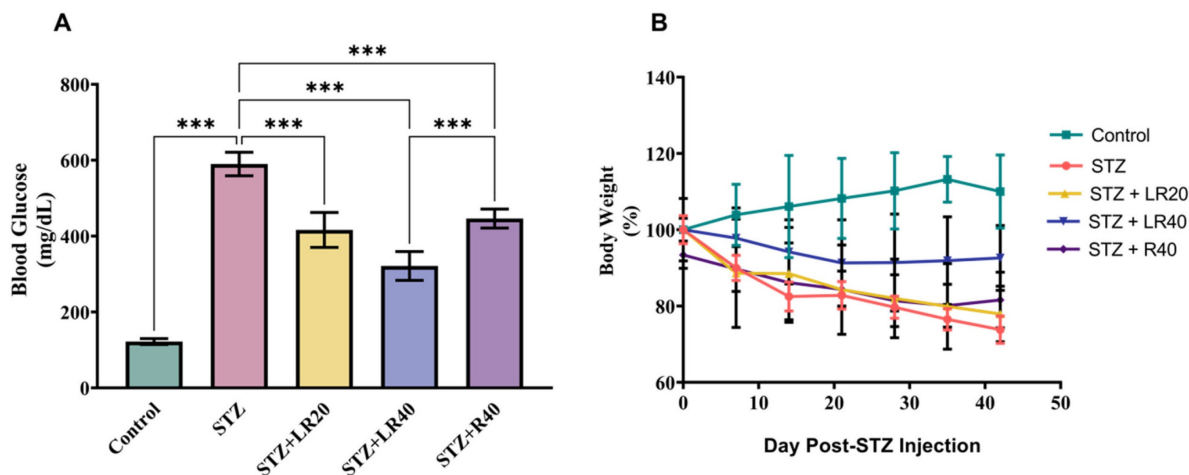 A
Blood Glucose
(mg/dL)
800
600
400
200
0
***
***
***
***
***
Control
STZ
STZ+LR20
STZ+LR40
STZ+R40
B
Body Weight
(%)
140
120
100
80
60
0
10
20
30
40
50
Day Post-STZ Injection
Control
STZ
STZ + LR20
STZ + LR40
STZ + R40